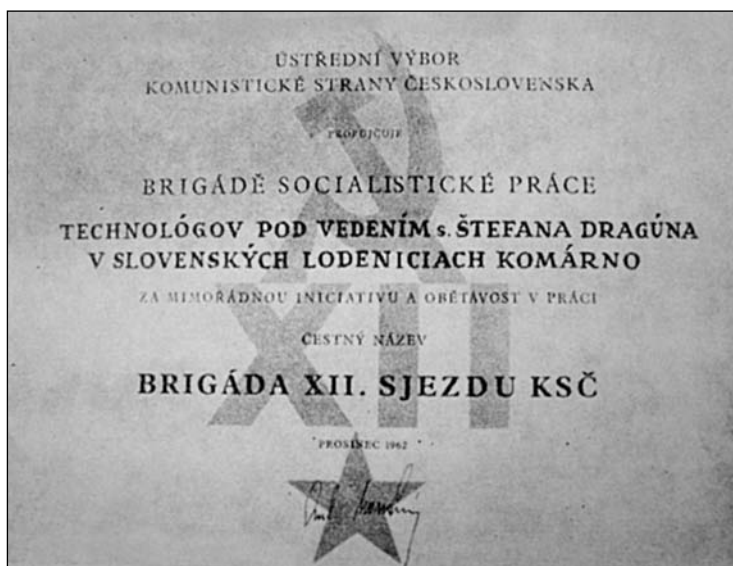 ÚSTŘEDNÍ VÝBOR
KOMUNISTICKÉ STRANY ČESKOSLOVENSKA
PROPŮJČUJE
BRIGÁDĚ SOCIALISTICKÉ PRÁCE
TECHNOLÓGOV POD VEDENÍM s. ŠTEFANA DRAGÚNA
V SLOVENSKÝCH LODENICIACH KOMÁRNO
ZA MIMOŘÁDNOU INICIATIVU A OBĚTAVOST V PRÁCI
ČESTNÝ NÁZEV
BRIGÁDA XII. SJEZDU KSČ
XII
PROSINEC 1962